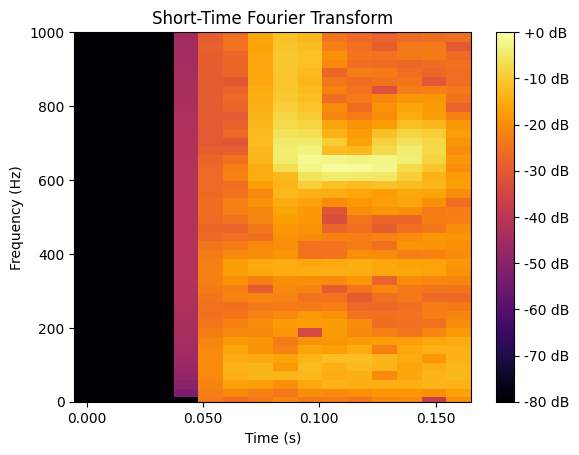 Short-Time Fourier Transform
1000
800
600
400
200
0
Frequency (Hz)
0.000
0.050
0.100
0.150
Time (s)
+0 dB
-10 dB
-20 dB
-30 dB
-40 dB
-50 dB
-60 dB
-70 dB
-80 dB